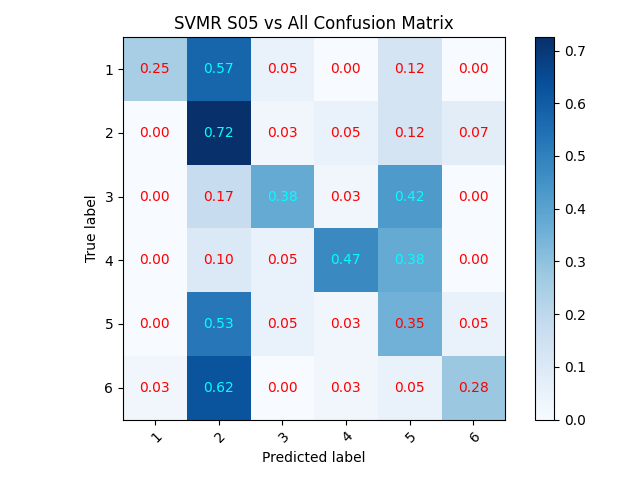 SVMR S05 vs All Confusion Matrix
True label
1 0.25 0.57 0.05 0.00 0.12 0.00
2 0.00 0.72 0.03 0.05 0.12 0.07
3 0.00 0.17 0.38 0.03 0.42 0.00
4 0.00 0.10 0.05 0.47 0.38 0.00
5 0.00 0.53 0.05 0.03 0.35 0.05
6 0.03 0.62 0.00 0.03 0.05 0.28
1 2 3 4 5 6
Predicted label
0.7
0.6
0.5
0.4
0.3
0.2
0.1
0.0